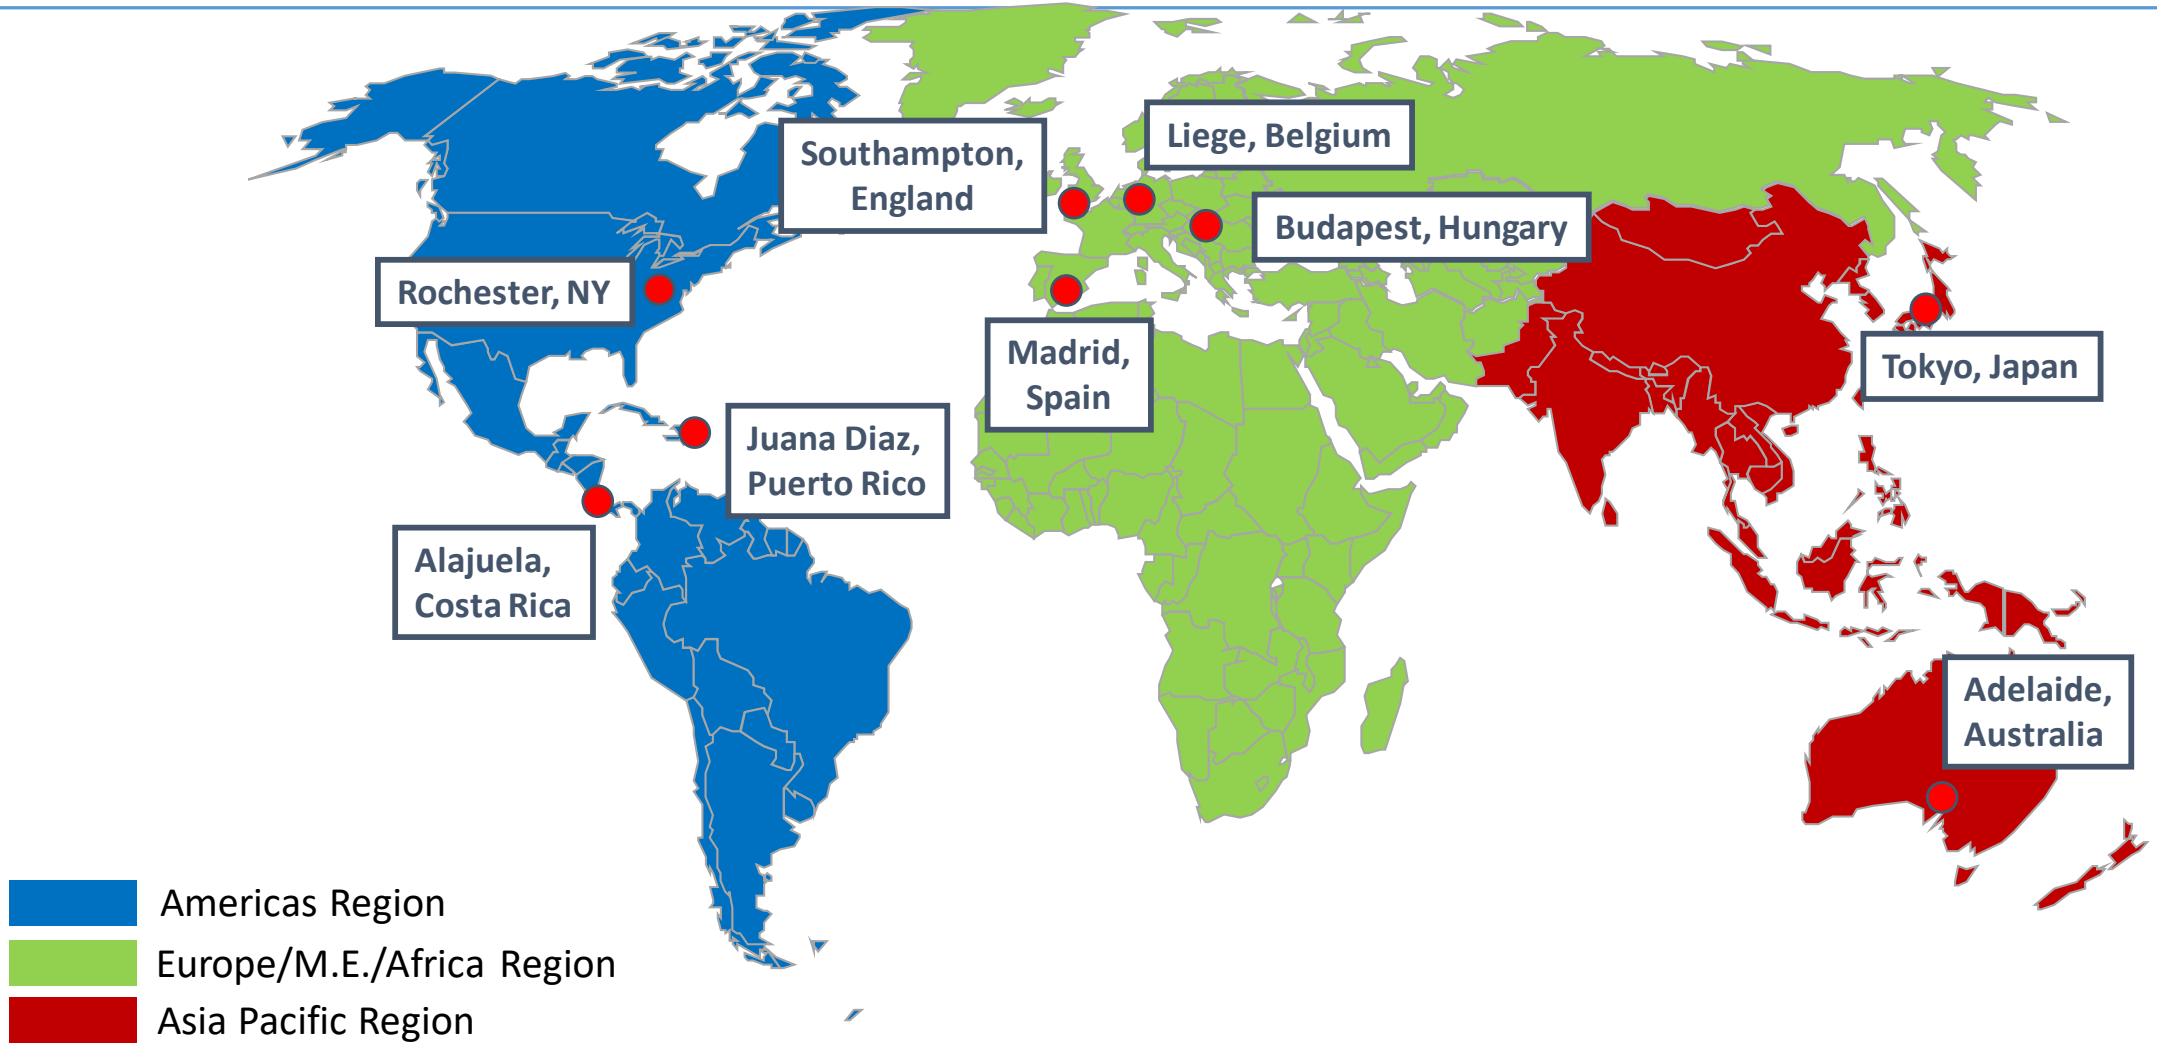 Liege, Belgium
Southampton,
England
Budapest, Hungary
Rochester, NY
Madrid,
Spain
Tokyo, Japan
Juana Diaz,
Puerto Rico
Alajuela,
Costa Rica
Adelaide,
Australia
Americas Region
Europe/M.E./Africa Region
Asia Pacific Region